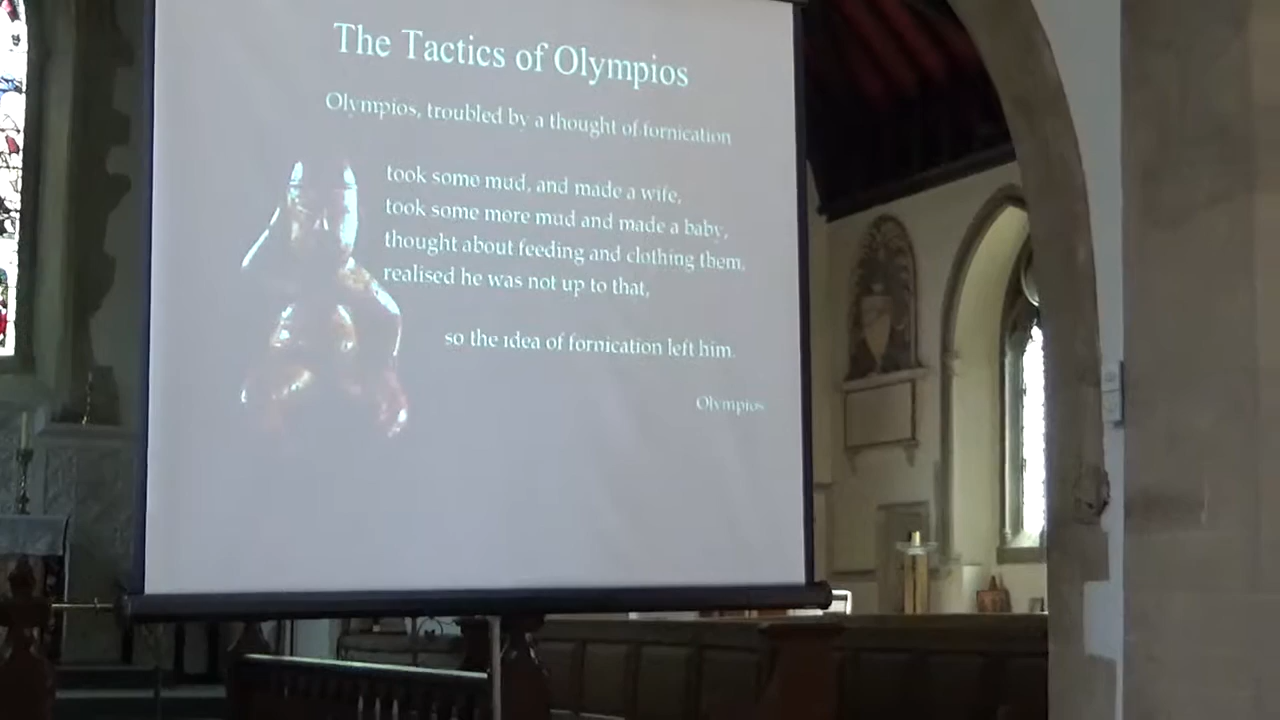 The Tactics of Olympios
Olympios, troubled by a thought of fornication
took some mud, and made a wife,
took some more mud and made a baby,
thought about feeding and clothing them,
realised he was not up to that,
so the idea of fornication left him.
Olympios